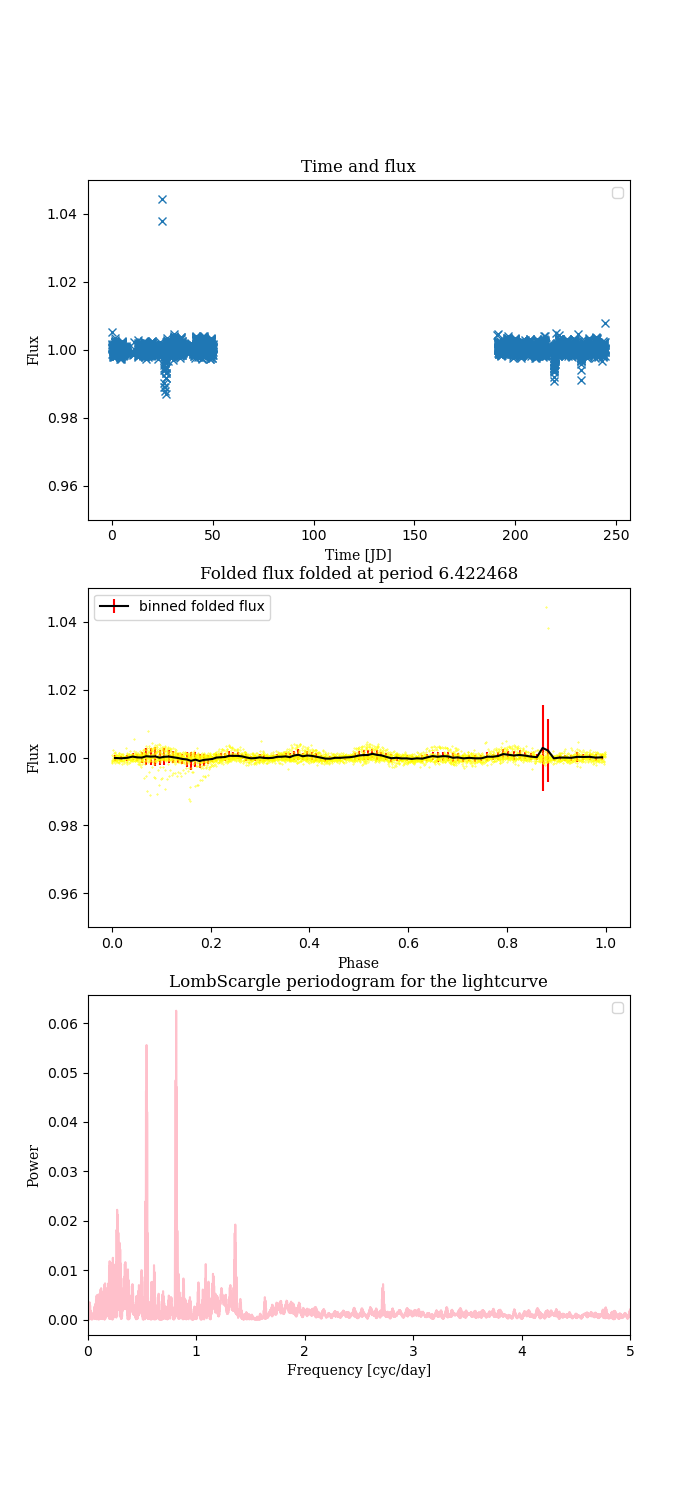 Time and flux
1.04
1.02
1.00
0.98
0.96
Flux
0 50 100 150 200 250
Time [JD]
Folded flux folded at period 6.422468
binned folded flux
1.04
1.02
1.00
0.98
0.96
Flux
0.0 0.2 0.4 0.6 0.8 1.0
Phase
LombScargle periodogram for the lightcurve
0.06
0.05
0.04
0.03
0.02
0.01
0.00
Power
0 1 2 3 4 5
Frequency [cyc/day]